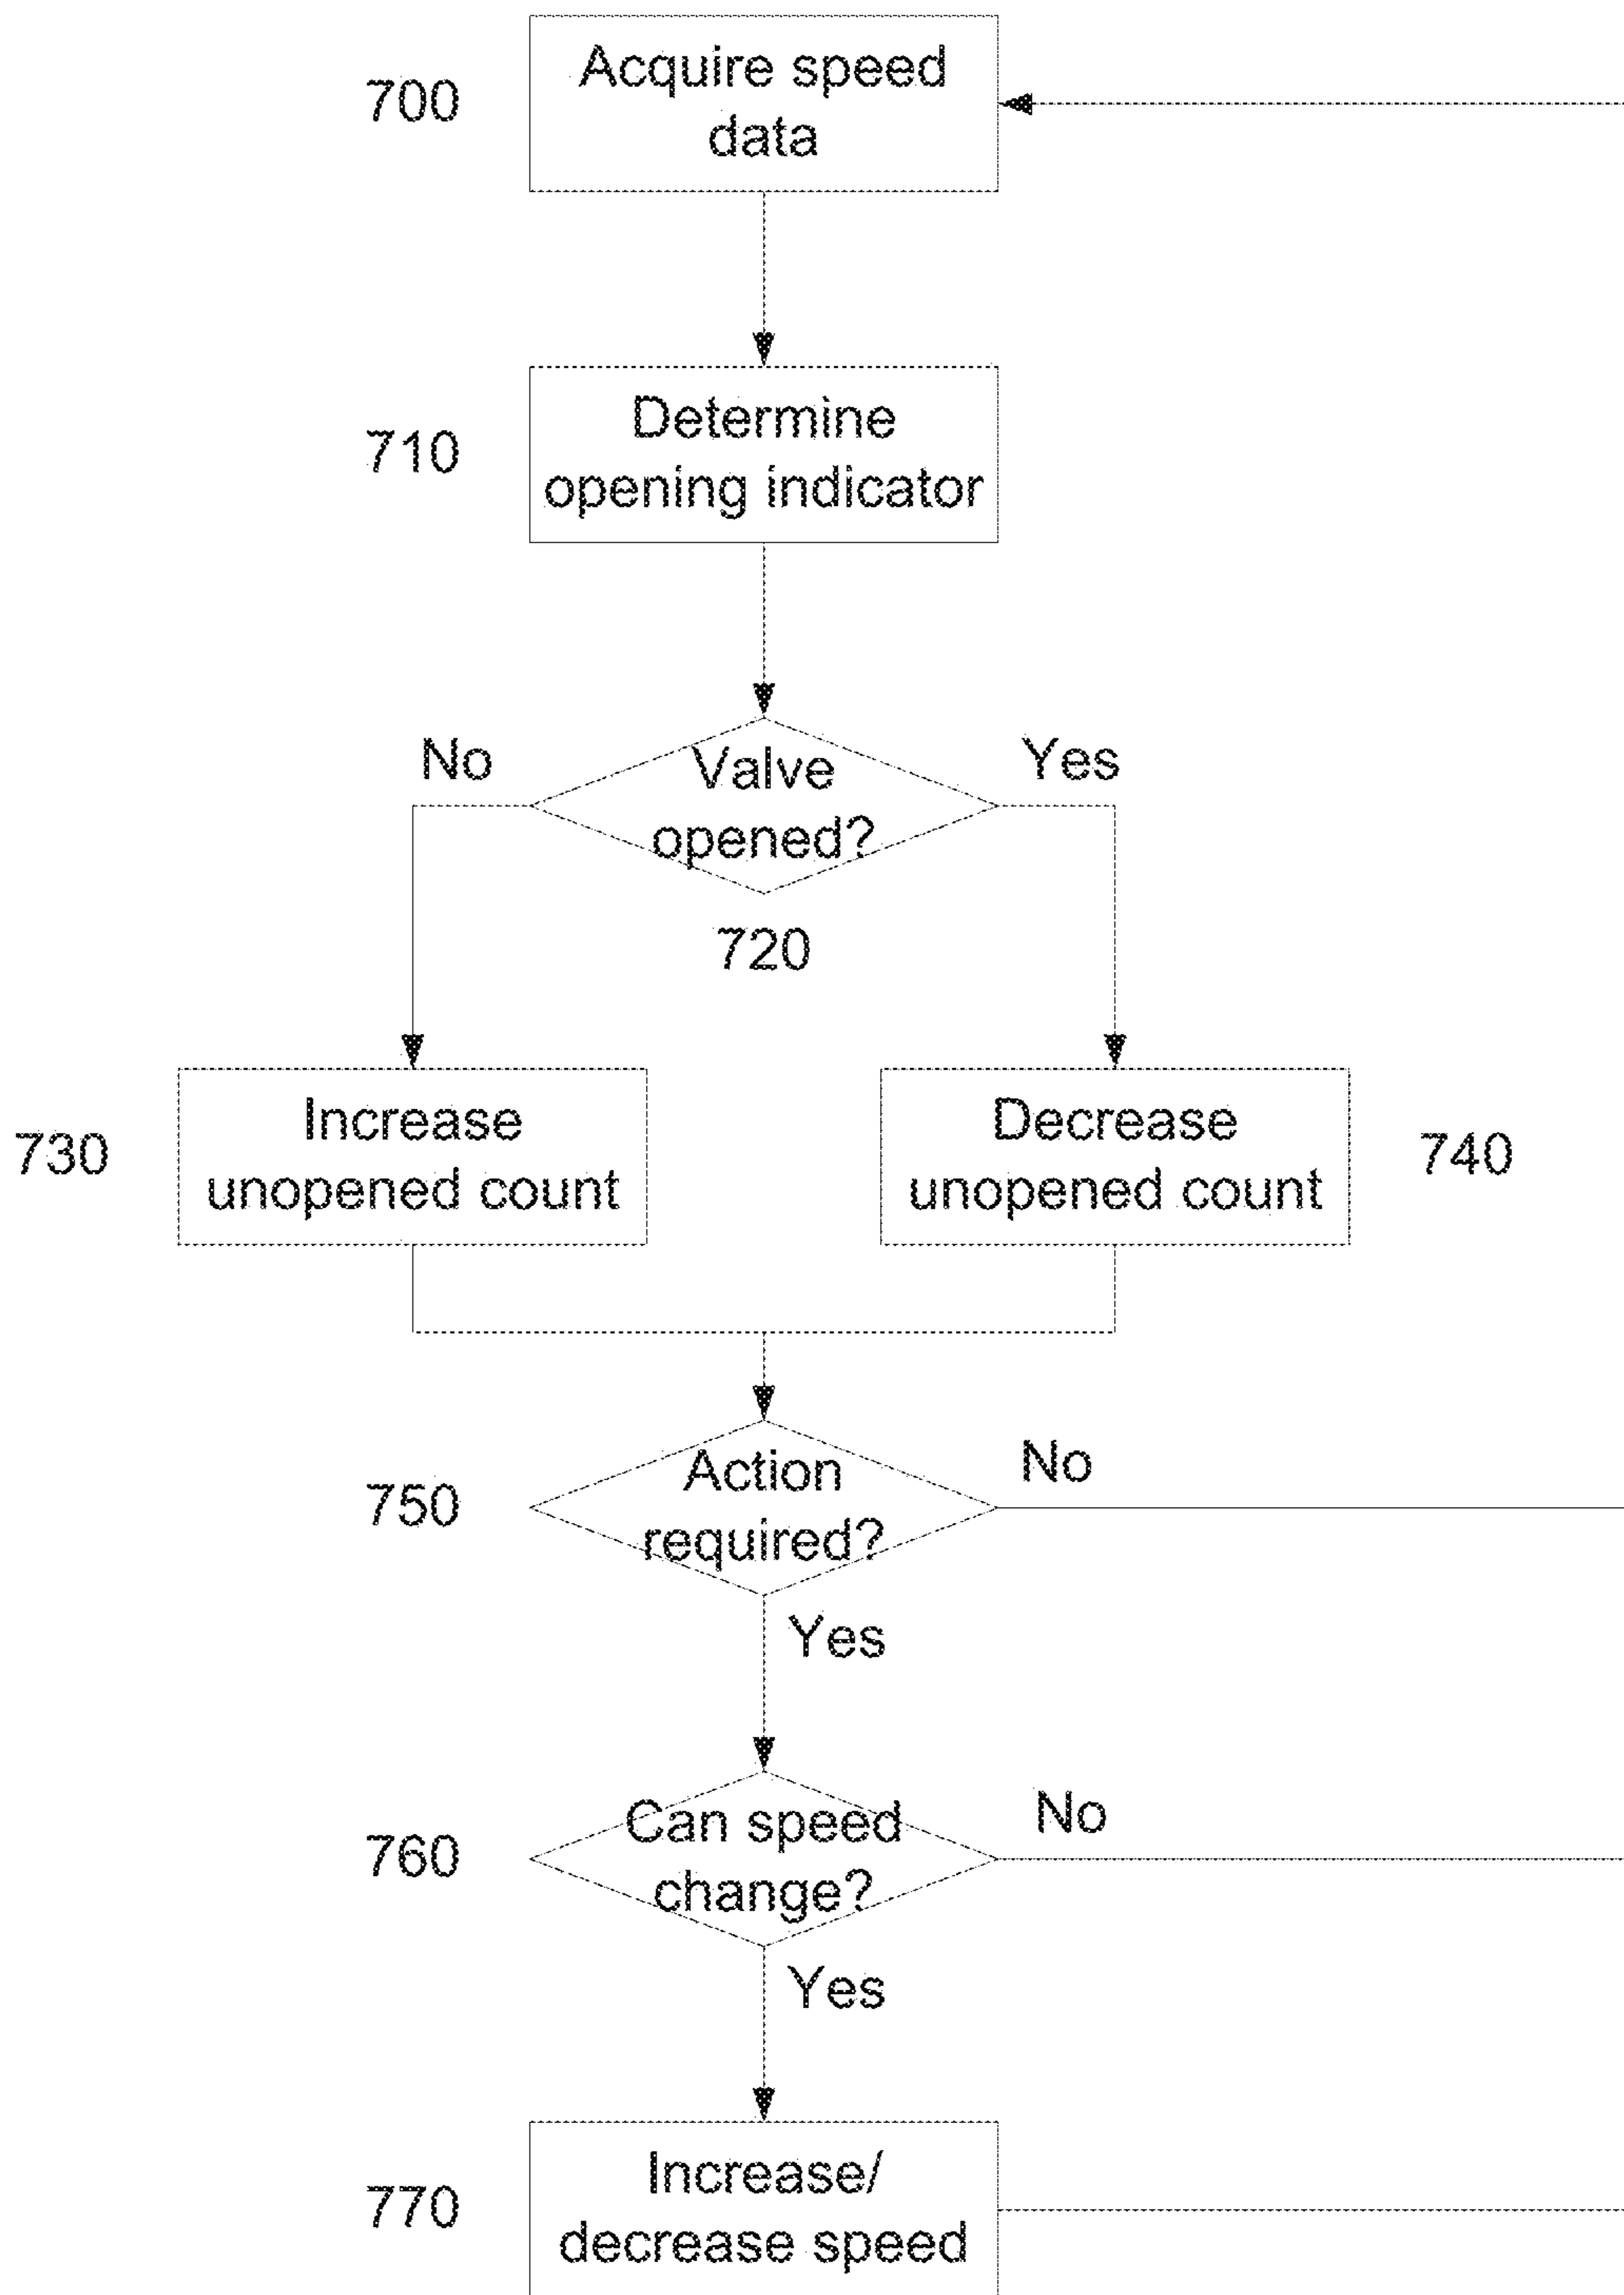 Acquire speed
data
700
Determine
opening indicator
710
No
Valve
opened?
Yes
720
730
Increase
unopened count
Decrease
unopened count
740
750
Action
required?
No
Yes
760
Can speed
change?
No
Yes
770
Increase/
decrease speed